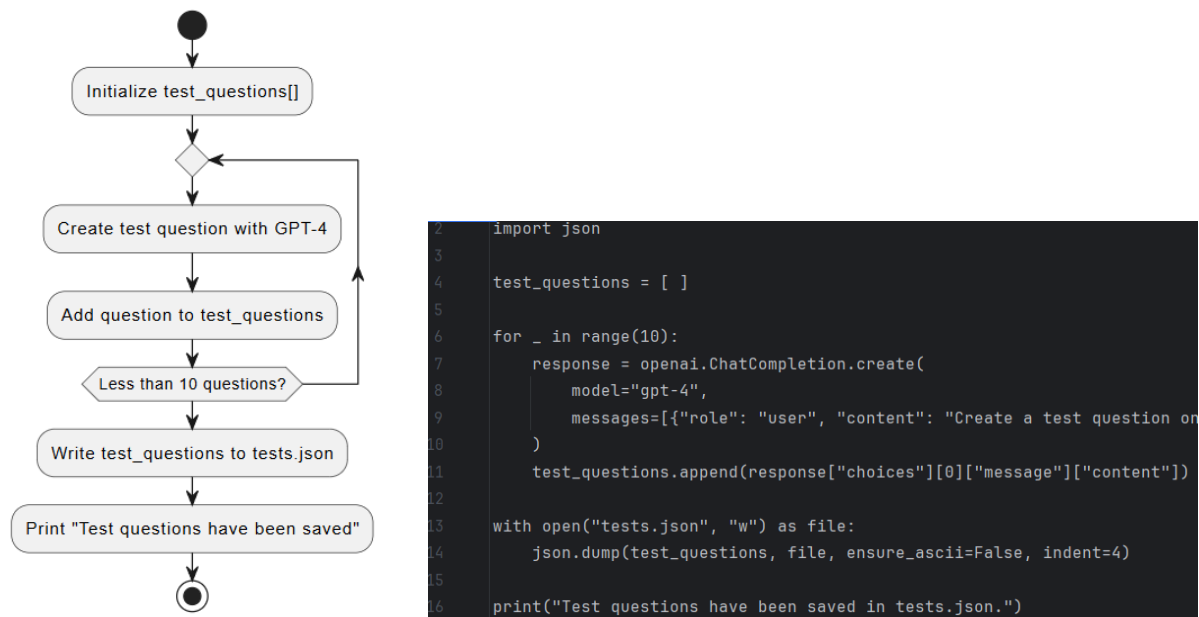 Initialize test_questions[]
Create test question with GPT-4
Add question to test_questions
Less than 10 questions?
Write test_questions to tests.json
Print "Test questions have been saved"
2 import json
3
4 test_questions = [ ]
5
6 for _ in range(10):
7 response = openai.ChatCompletion.create(
8 model="gpt-4",
9 messages=[{"role": "user", "content": "Create a test question on
10 )
11 test_questions.append(response["choices"][0]["message"]["content"])
12
13 with open("tests.json", "w") as file:
14 json.dump(test_questions, file, ensure_ascii=False, indent=4)
15
16 print("Test questions have been saved in tests.json.")